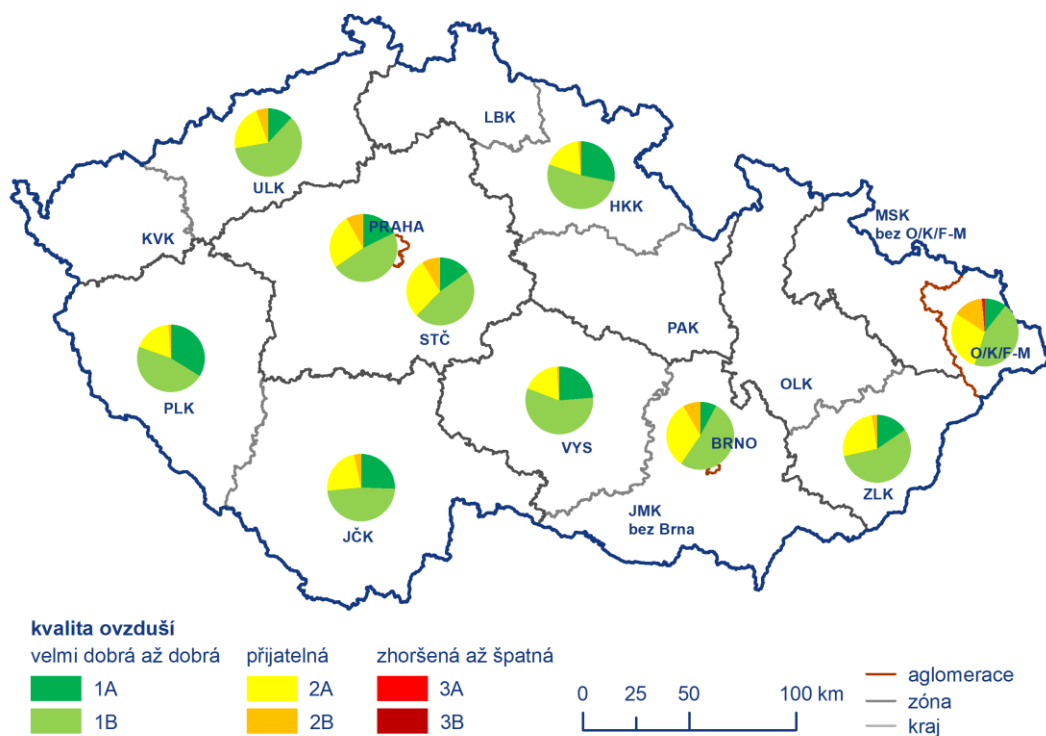 LBK
ULK
HKK
MSK
bez O/K/F-M
PRAHA
KVK
PAK
STČ
O/K/F-M
OLK
PLK
VYS
BRNO
ZLK
JČK
JMK
bez Brna
kvalita ovzduší
velmi dobrá až dobrá
přijatelná
zhoršená až špatná
1A
2A
3A
1B
2B
3B
0 25 50 100 km
aglomerace
zóna
kraj